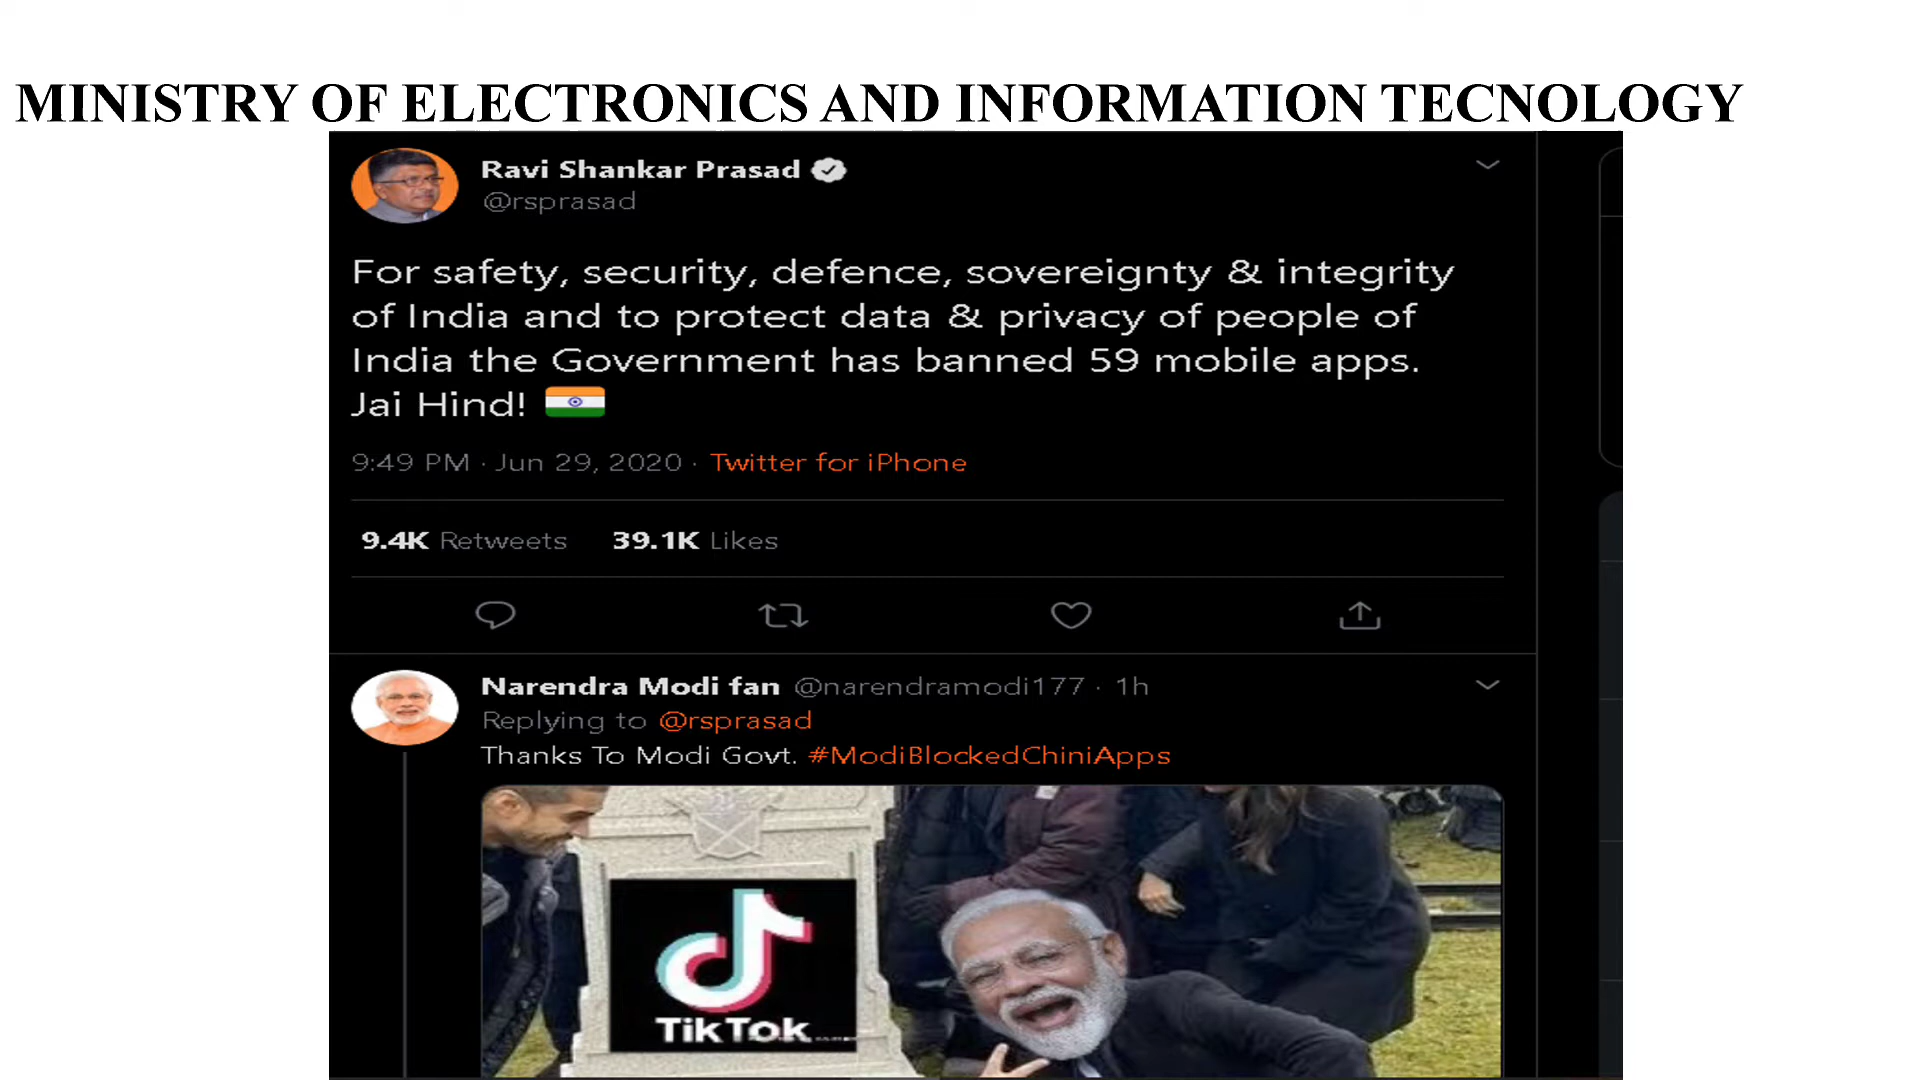 MINISTRY OF ELECTRONICS AND INFORMATION TECNOLOGY
Ravi Shankar Prasad
@rsprasad
For safety, security, defence, sovereignty & integrity
of India and to protect data & privacy of people of
India the Government has banned 59 mobile apps.
Jai Hind!
9:49 PM · Jun 29, 2020 · Twitter for iPhone
9.4K Retweets 39.1K Likes
Narendra Modi fan @narendramodi177 · 1h
Replying to @rsprasad
Thanks To Modi Govt. #ModiBlockedChiniApps
TikTok